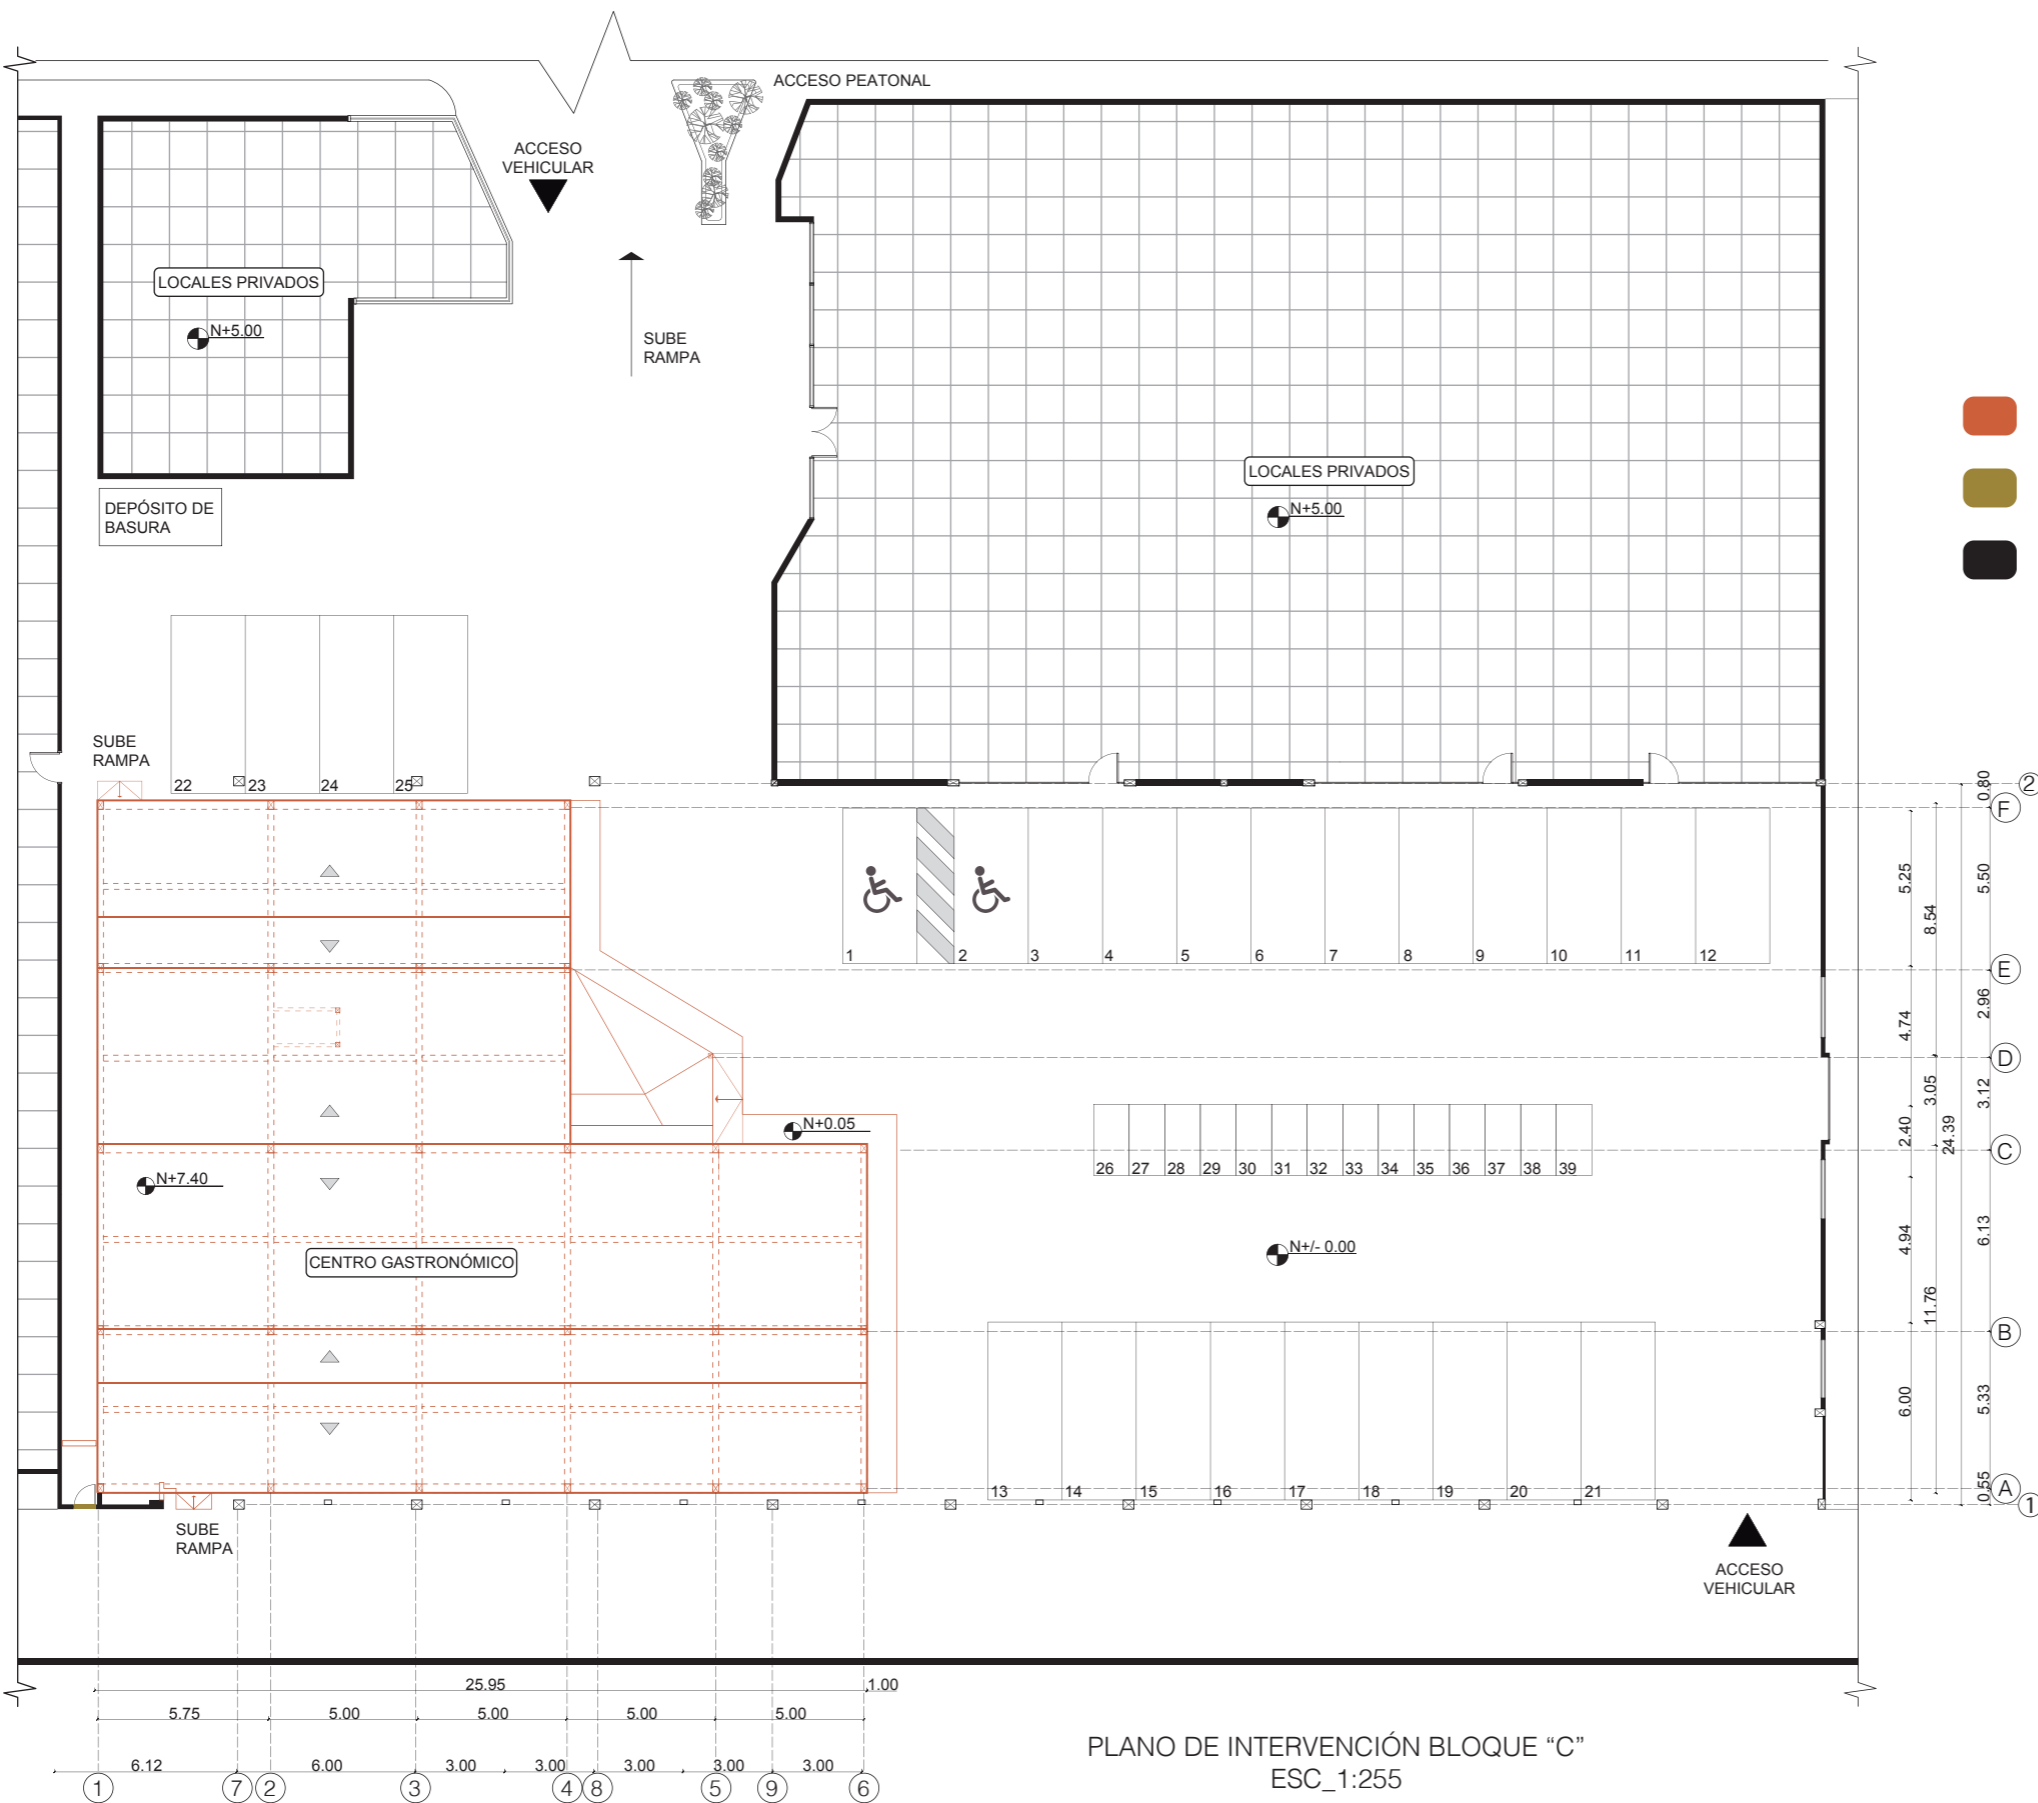 ACCESO PEATONAL
ACCESO
VEHICULAR
LOCALES PRIVADOS
N+5.00
SUBE
RAMPA
LOCALES PRIVADOS
N+5.00
DEPÓSITO DE
BASURA
SUBE
RAMPA
22 23 24 25
2
0.80
F
1 2 3 4 5 6 7 8 9 10 11 12
5.25
8.54
5.50
E
4.74
2.96
D
3.05
3.12
2.40
24.39
C
N+0.05
26 27 28 29 30 31 32 33 34 35 36 37 38 39
N+7.40
CENTRO GASTRONÓMICO
N+/- 0.00
4.94
6.13
11.76
B
6.00
5.33
13 14 15 16 17 18 19 20 21
0.55
A
1
SUBE
RAMPA
ACCESO
VEHICULAR
25.95 1.00
5.75 5.00 5.00 5.00 5.00
6.12 6.00 3.00 3.00 3.00 3.00 3.00
1 7 2 3 4 8 5 9 6
PLANO DE INTERVENCIÓN BLOQUE “C”
ESC_1:255